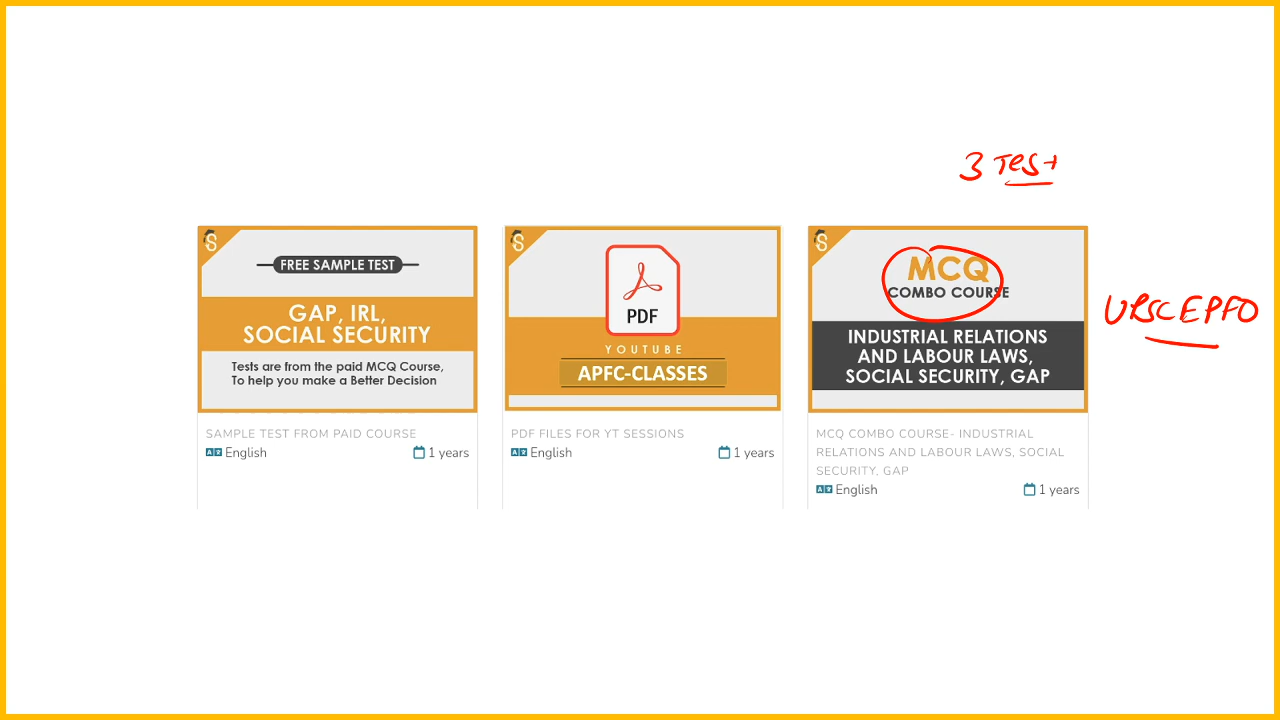 3 Test
FREE SAMPLE TEST
GAP, IRL,
SOCIAL SECURITY
Tests are from the paid MCQ Course,
To help you make a Better Decision
SAMPLE TEST FROM PAID COURSE
English
1 years
PDF
YOUTUBE
APFC-CLASSES
PDF FILES FOR YT SESSIONS
English
1 years
MCQ
COMBO COURSE
INDUSTRIAL RELATIONS
AND LABOUR LAWS,
SOCIAL SECURITY, GAP
MCQ COMBO COURSE- INDUSTRIAL
RELATIONS AND LABOUR LAWS, SOCIAL
SECURITY, GAP
English
1 years
UPSC EPFO